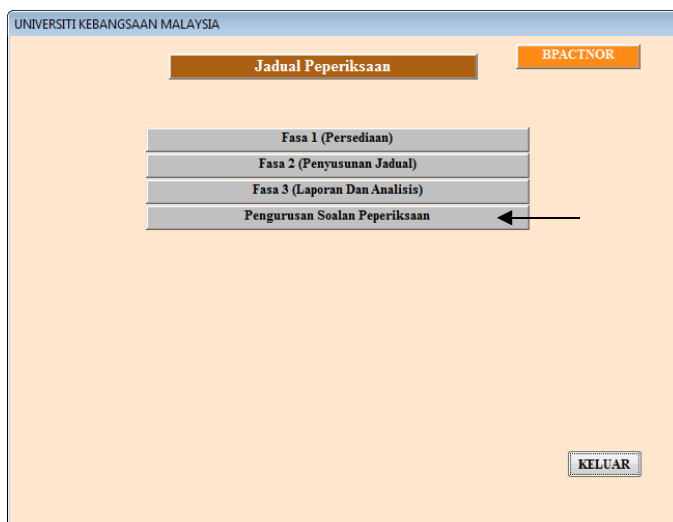 UNIVERSITI KEBANGSAAN MALAYSIA
BPACTNOR
Jadual Peperiksaan
Fasa 1 (Persediaan)
Fasa 2 (Penyusunan Jadual)
Fasa 3 (Laporan Dan Analisis)
Pengurusan Soalan Peperiksaan
KELUAR